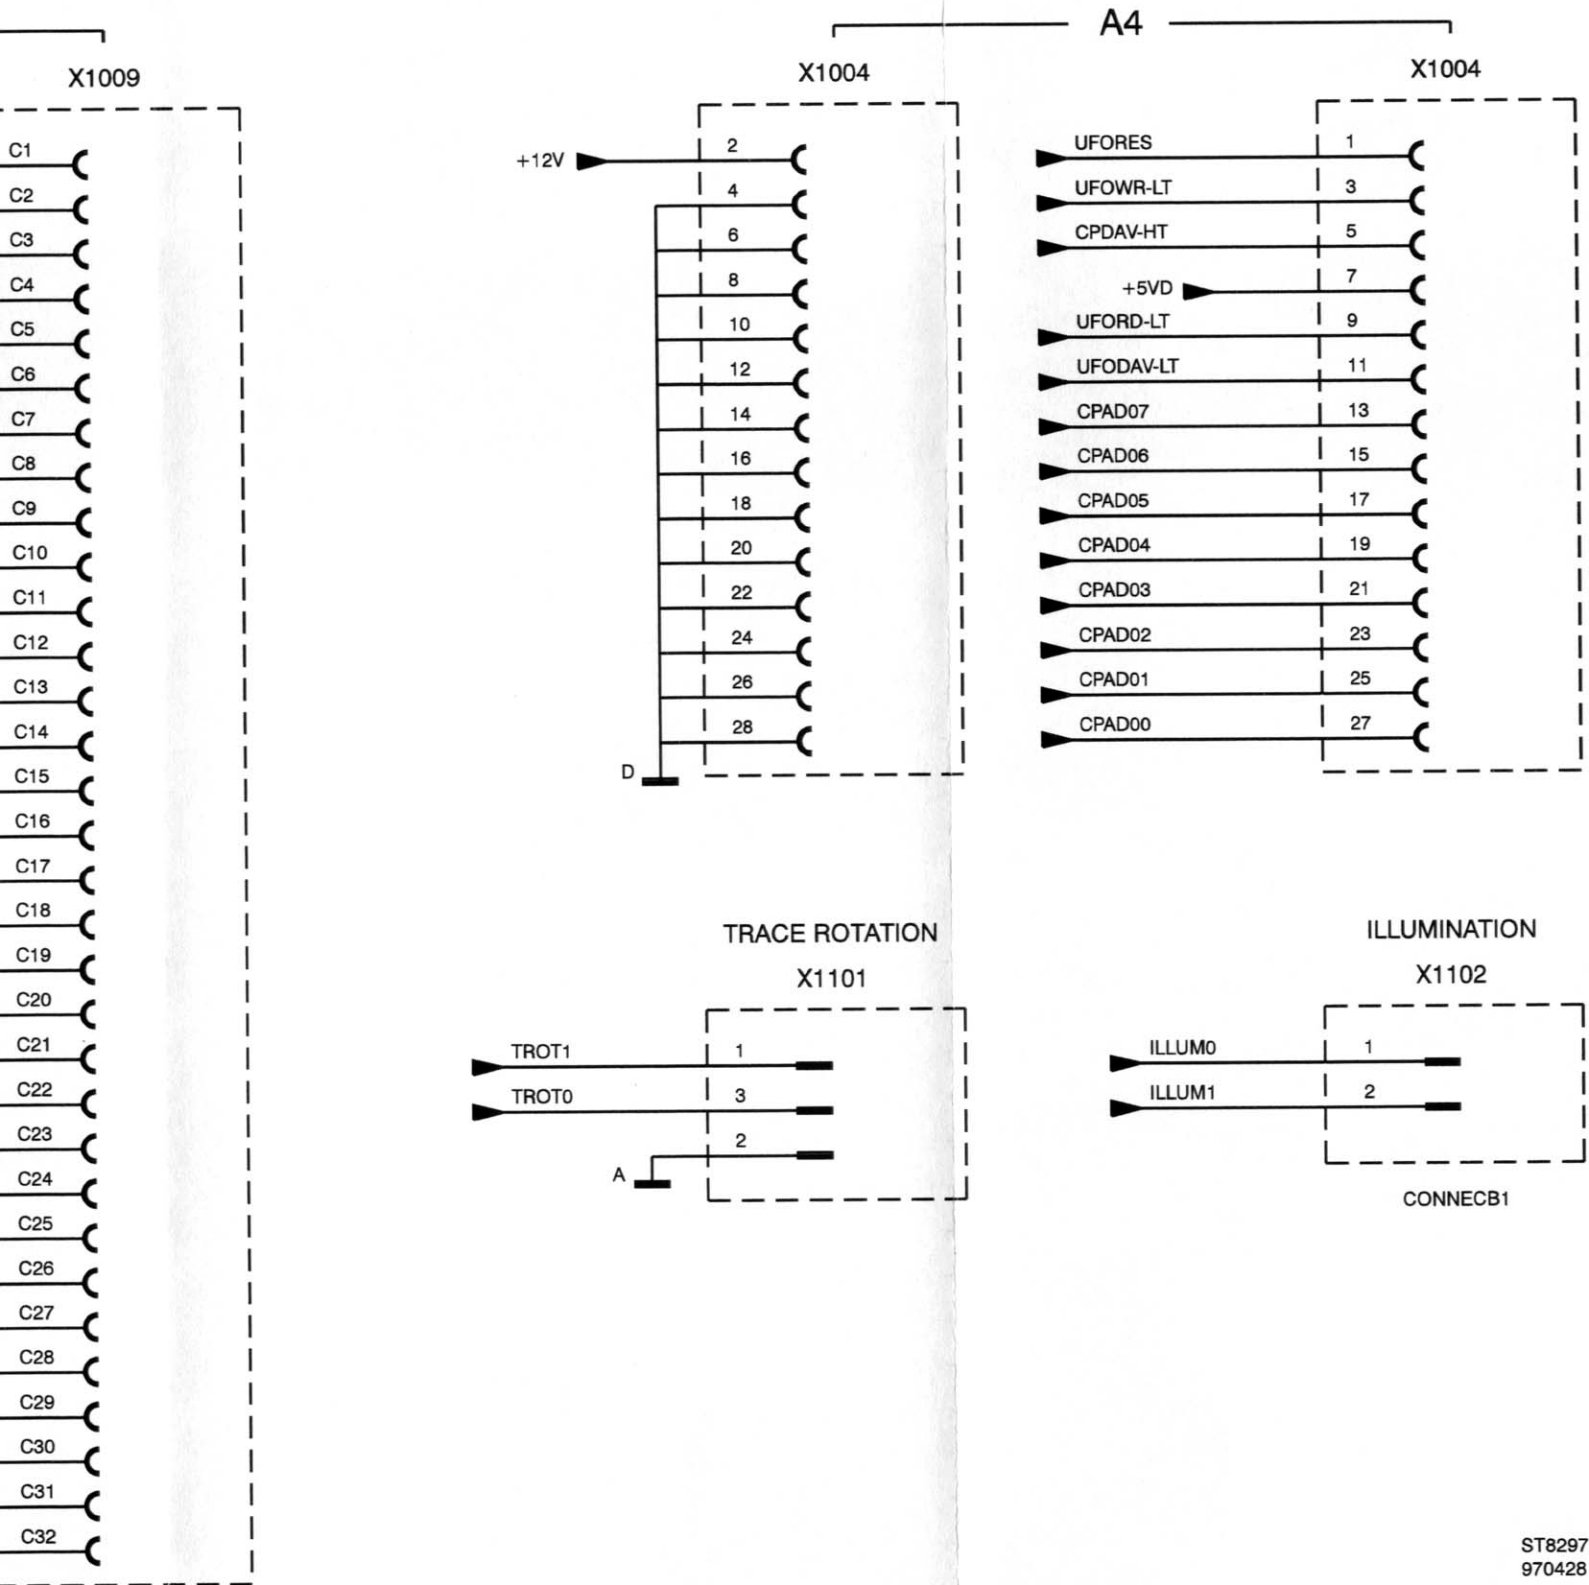 A4
X1009
C1
C2
C3
C4
C5
C6
C7
C8
C9
C10
C11
C12
C13
C14
C15
C16
C17
C18
C19
C20
C21
C22
C23
C24
C25
C26
C27
C28
C29
C30
C31
C32
X1004
+12V 2
4
6
8
10
12
14
16
18
20
22
24
26
28
D
X1004
UFORES 1
UFOWR-LT 3
CPDAV-HT 5
+5VD 7
UFORD-LT 9
UFODAV-LT 11
CPAD07 13
CPAD06 15
CPAD05 17
CPAD04 19
CPAD03 21
CPAD02 23
CPAD01 25
CPAD00 27
TRACE ROTATION
X1101
TROT1 1
TROT0 3
2
A
ILLUMINATION
X1102
ILLUM0 1
ILLUM1 2
CONNECB1
ST8297
970428